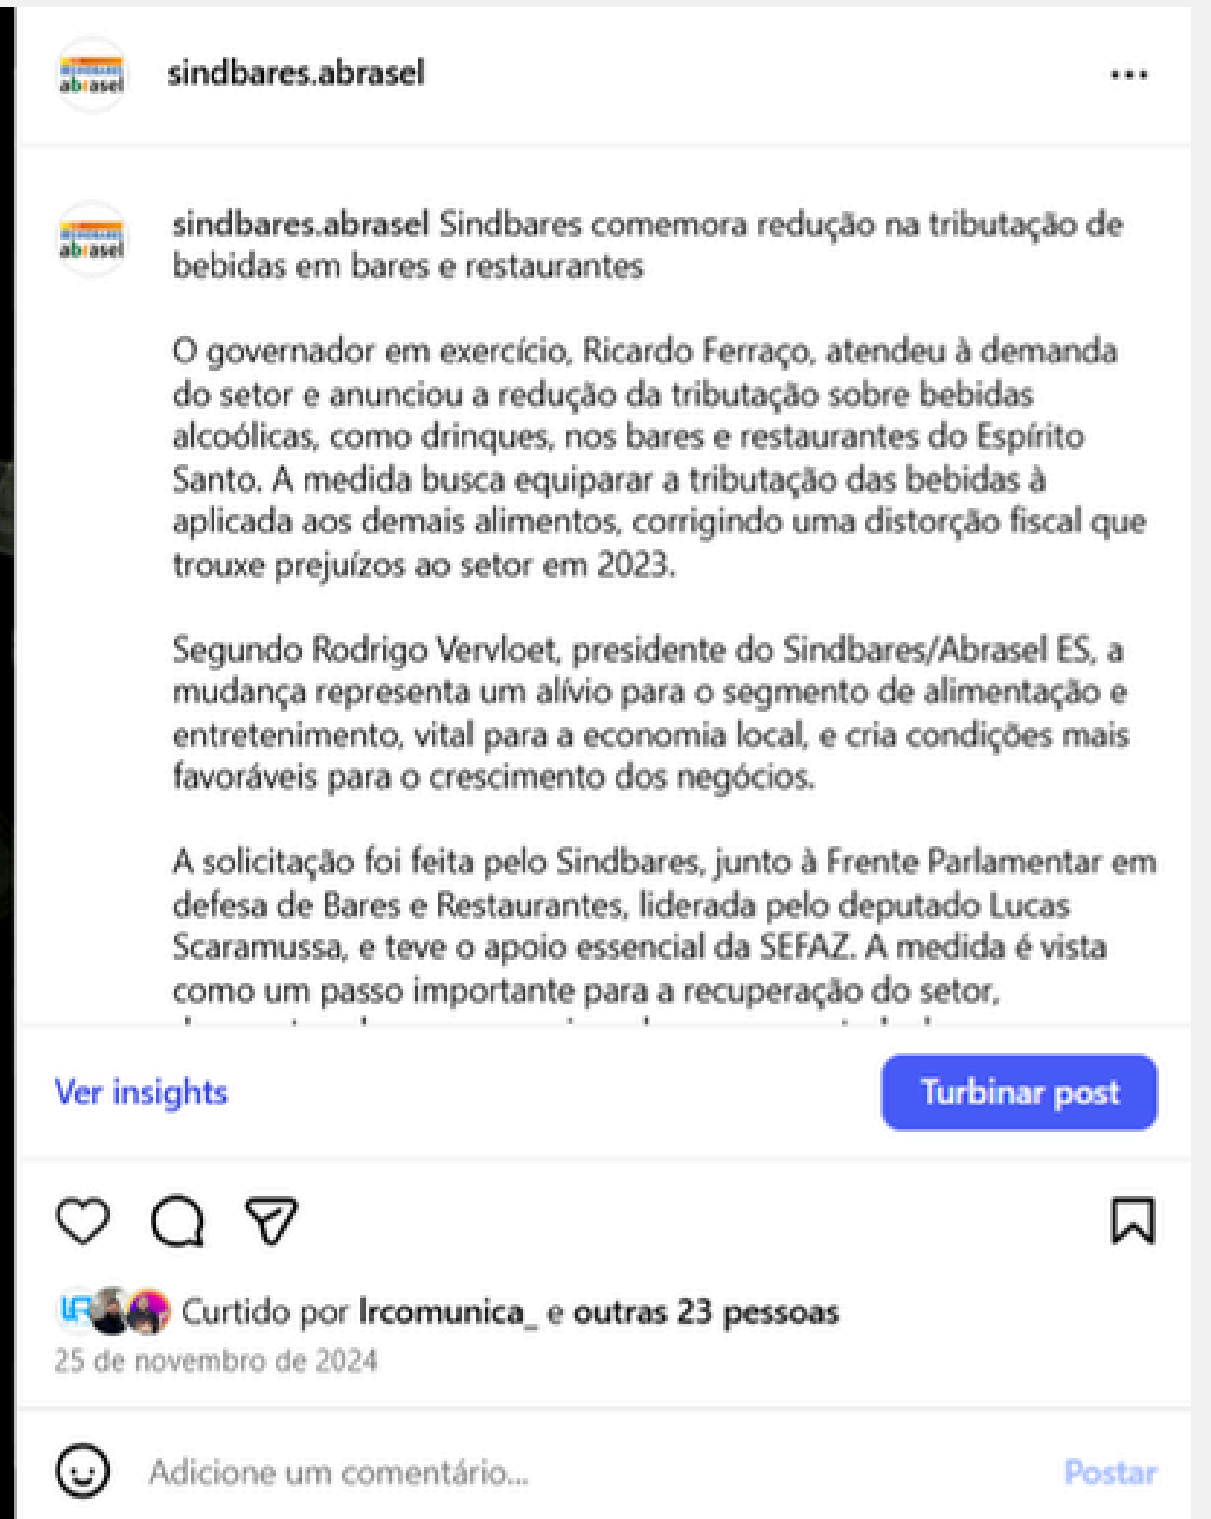 abrasel
sindbares.abrasel
abrasel
sindbares.abrasel Sindbares comemora redução na tributação de
bebidas em bares e restaurantes
O governador em exercício, Ricardo Ferraço, atendeu à demanda
do setor e anunciou a redução da tributação sobre bebidas
alcoólicas, como drinques, nos bares e restaurantes do Espírito
Santo. A medida busca equiparar a tributação das bebidas à
aplicada aos demais alimentos, corrigindo uma distorção fiscal que
trouxe prejuízos ao setor em 2023.
Segundo Rodrigo Vervloet, presidente do Sindbares/Abrasel ES, a
mudança representa um alívio para o segmento de alimentação e
entretenimento, vital para a economia local, e cria condições mais
favoráveis para o crescimento dos negócios.
A solicitação foi feita pelo Sindbares, junto à Frente Parlamentar em
defesa de Bares e Restaurantes, liderada pelo deputado Lucas
Scaramussa, e teve o apoio essencial da SEFAZ. A medida é vista
como um passo importante para a recuperação do setor,
Ver insights
Turbinar post
Curtido por lrcomunica_ e outras 23 pessoas
25 de novembro de 2024
Adicione um comentário...
Postar